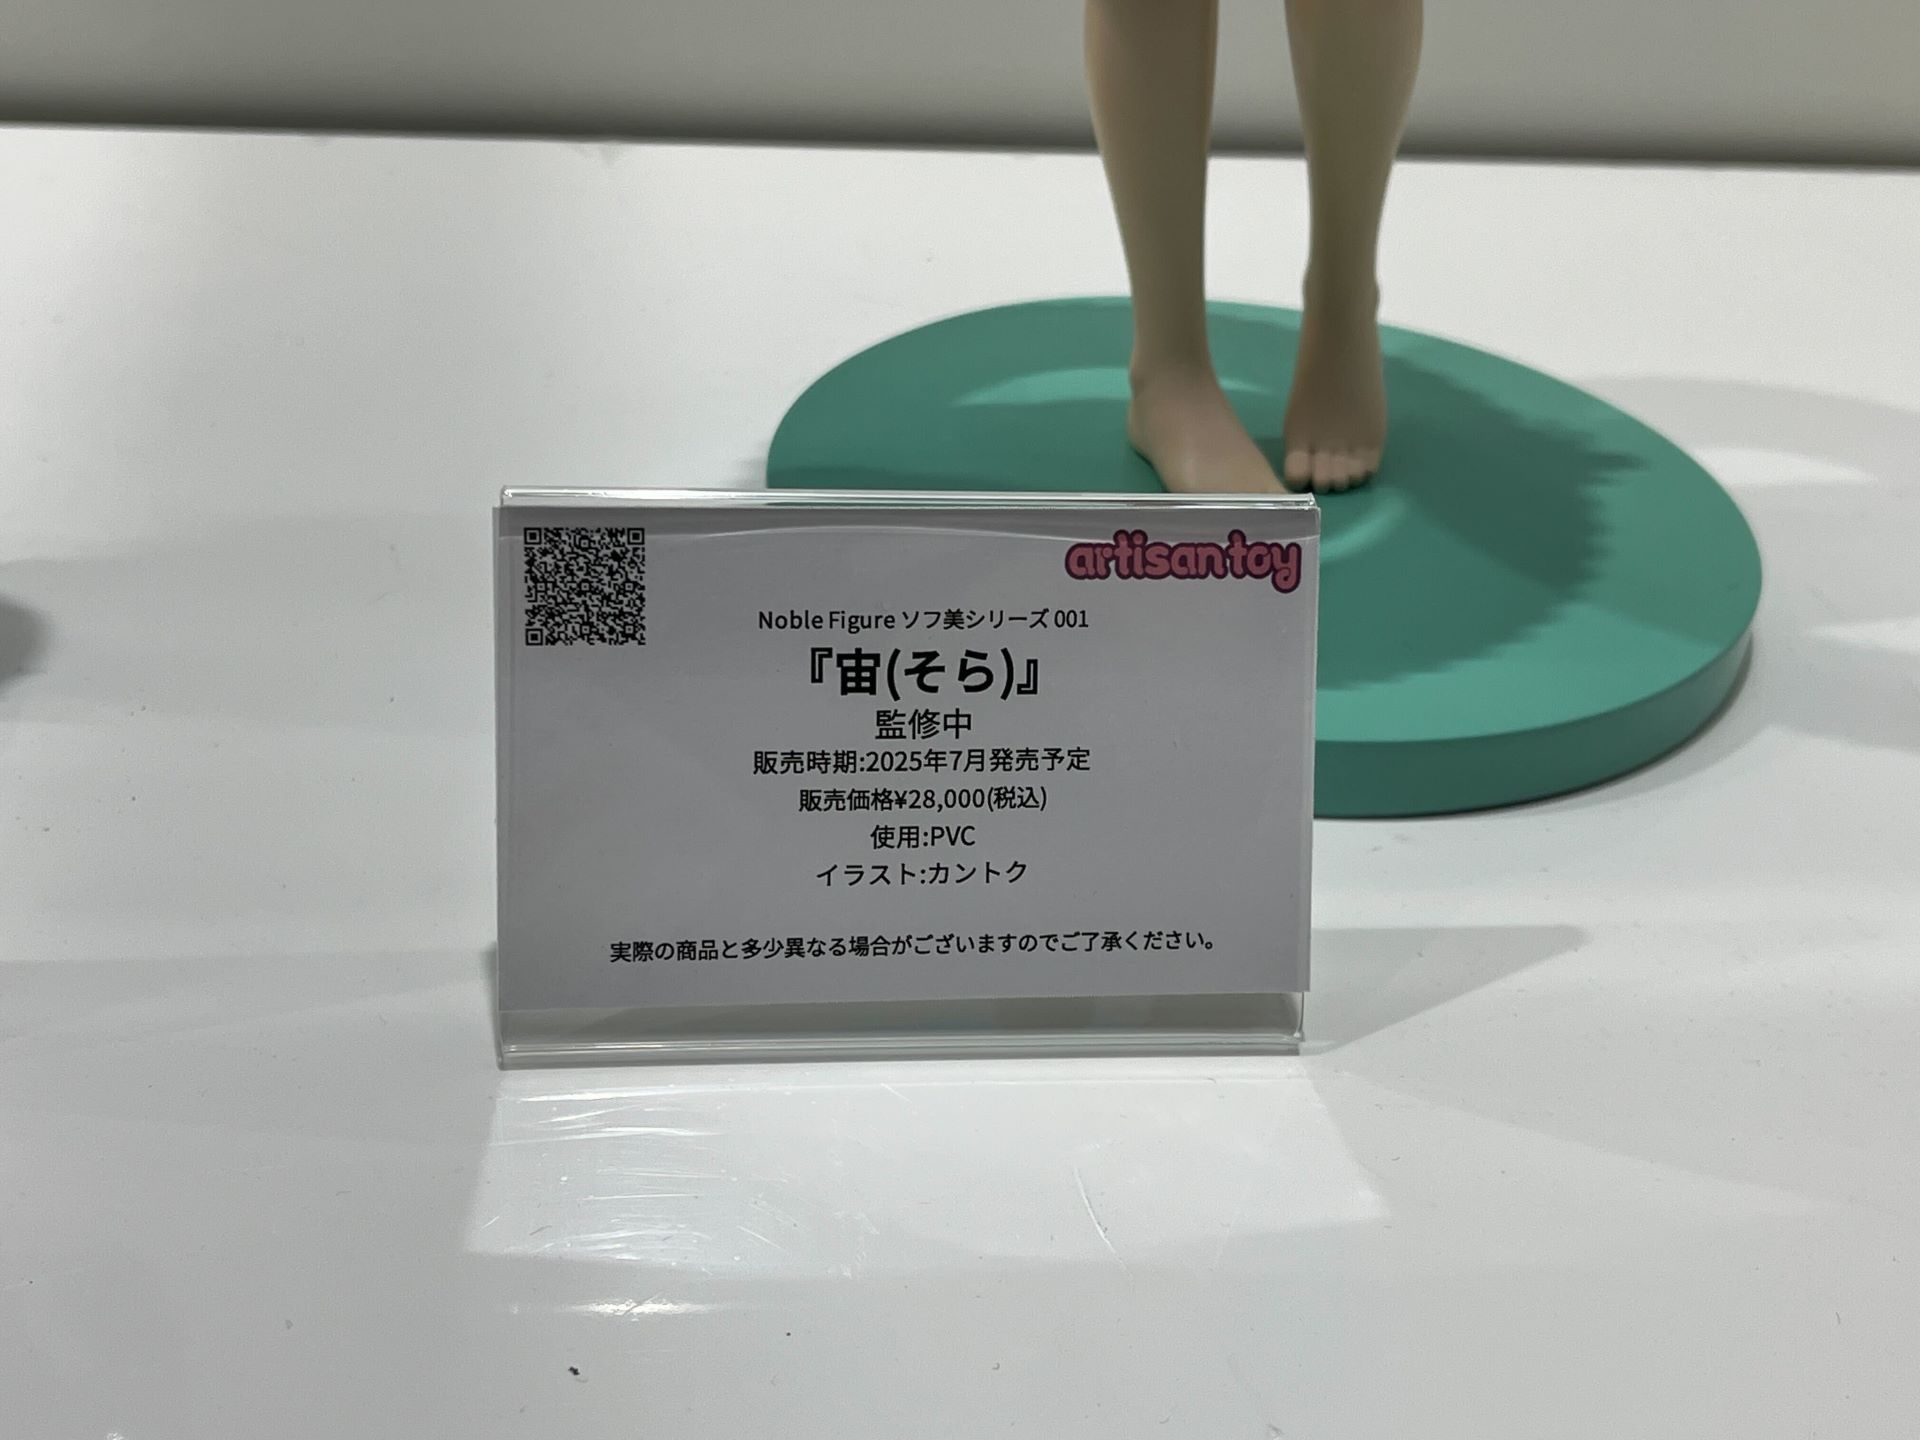 artisan toy
Noble Figure ソフ美シリーズ 001
『宙(そら)』
監修中
販売時期:2025年7月発売予定
販売価格¥28,000(税込)
使用:PVC
イラスト:カントク
実際の商品と多少異なる場合がございますのでご了承ください。